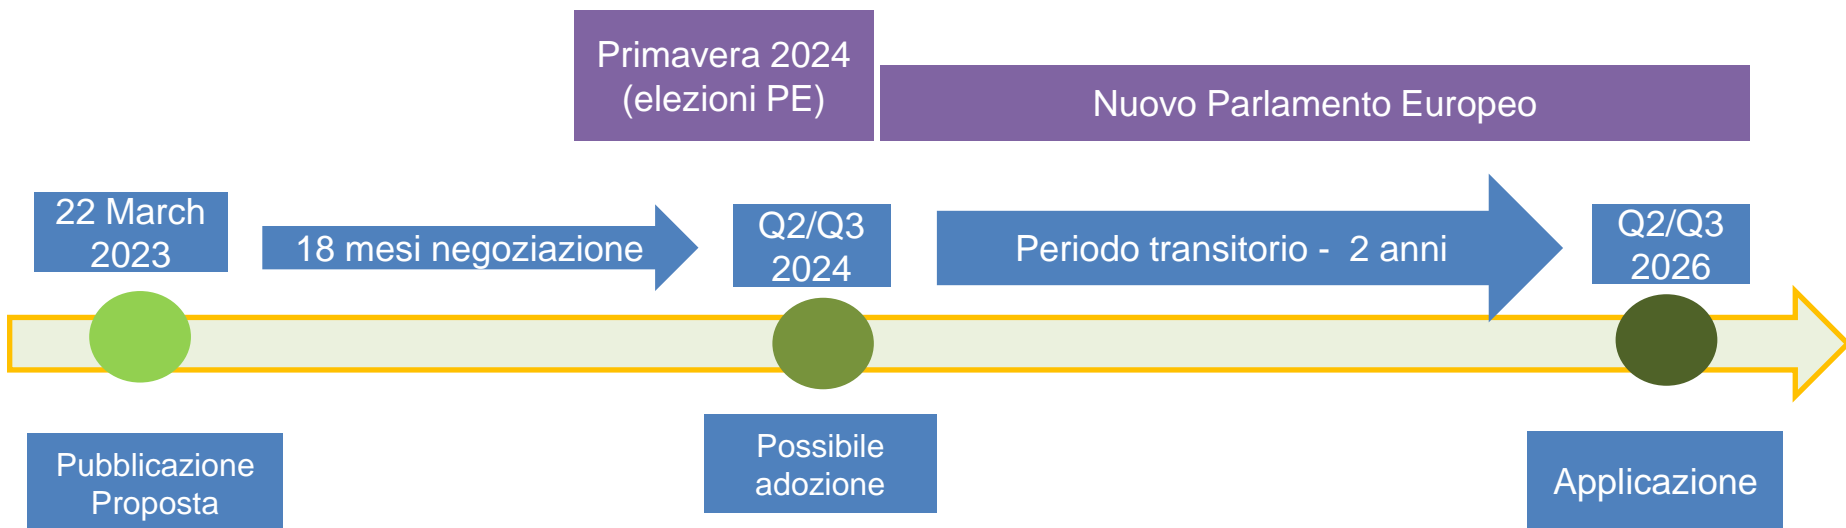 Primavera 2024
(elezioni PE)
Nuovo Parlamento Europeo
22 March
2023
18 mesi negoziazione
Q2/Q3
2024
Periodo transitorio - 2 anni
Q2/Q3
2026
Pubblicazione
Proposta
Possibile
adozione
Applicazione